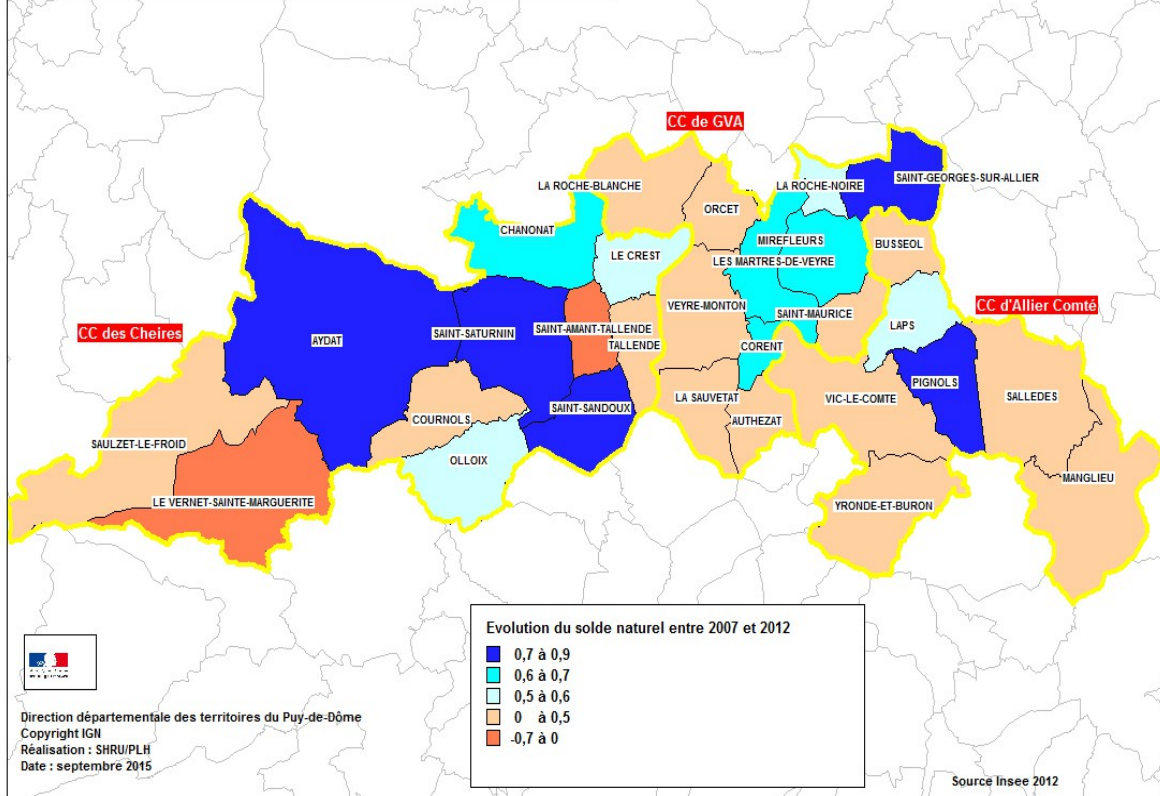 CC de GVA
LA ROCHE-BLANCHE
LA ROCHE-NOIRE
SAINT-GEORGES-SUR-ALLIER
ORCET
CHANONAT
MIREFLEURS
BUSSEOL
LE CREST
LES MARTRES-DE-VEYRE
CC d'Allier Comté
VEYRE-MONTON
SAINT-MAURICE
LAPS
CC des Cheires
SAINT-SATURNIN
SAINT-AMANT-TALLENDE
AYDAT
TALLENDE
CORENT
PIGNOLS
SALLEDES
LA SAUVETAT
VIC-LE-COMTE
SAINT-SANDOUX
COURNOLS
AUTHEZAT
SAULZET-LE-FROID
OLLOIX
MANGLIEU
LE VERNET-SAINTE-MARGUERITE
YRONDE-ET-BURON
Evolution du solde naturel entre 2007 et 2012
0,7 à 0,9
0,6 à 0,7
0,5 à 0,6
0 à 0,5
-0,7 à 0
Direction départementale des territoires du Puy-de-Dôme
Copyright IGN
Réalisation : SHRU/PLH
Date : septembre 2015
Source Insee 2012